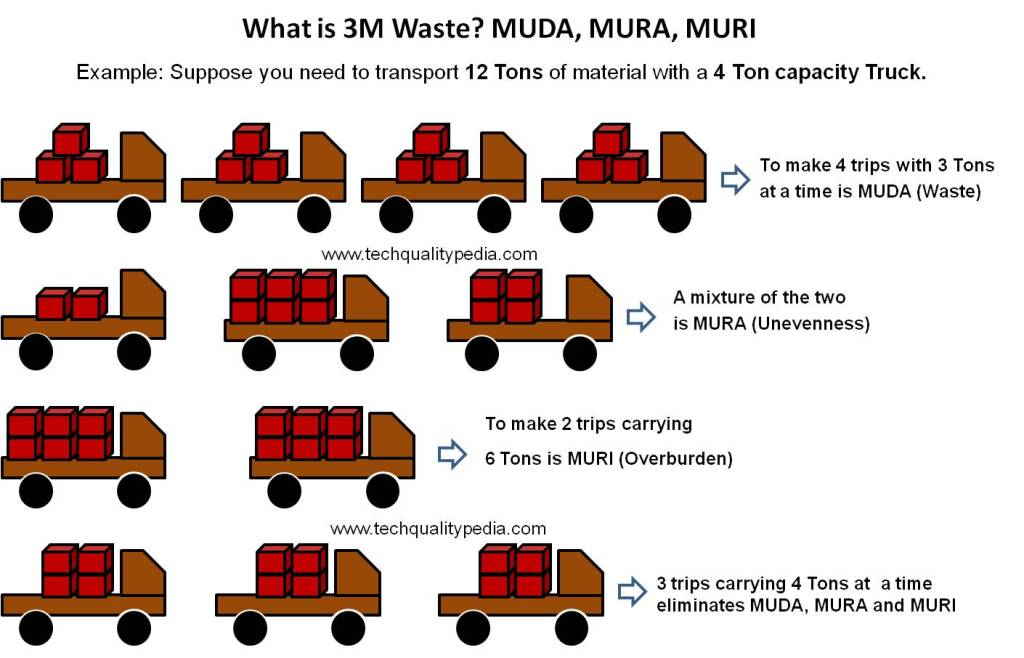 What is 3M Waste? MUDA, MURA, MURI
Example: Suppose you need to transport 12 Tons of material with a 4 Ton capacity Truck.
To make 4 trips with 3 Tons
at a time is MUDA (Waste)
www.techqualitypedia.com
A mixture of the two
is MURA (Unevenness)
To make 2 trips carrying
6 Tons is MURI (Overburden)
www.techqualitypedia.com
3 trips carrying 4 Tons at a time
eliminates MUDA, MURA and MURI